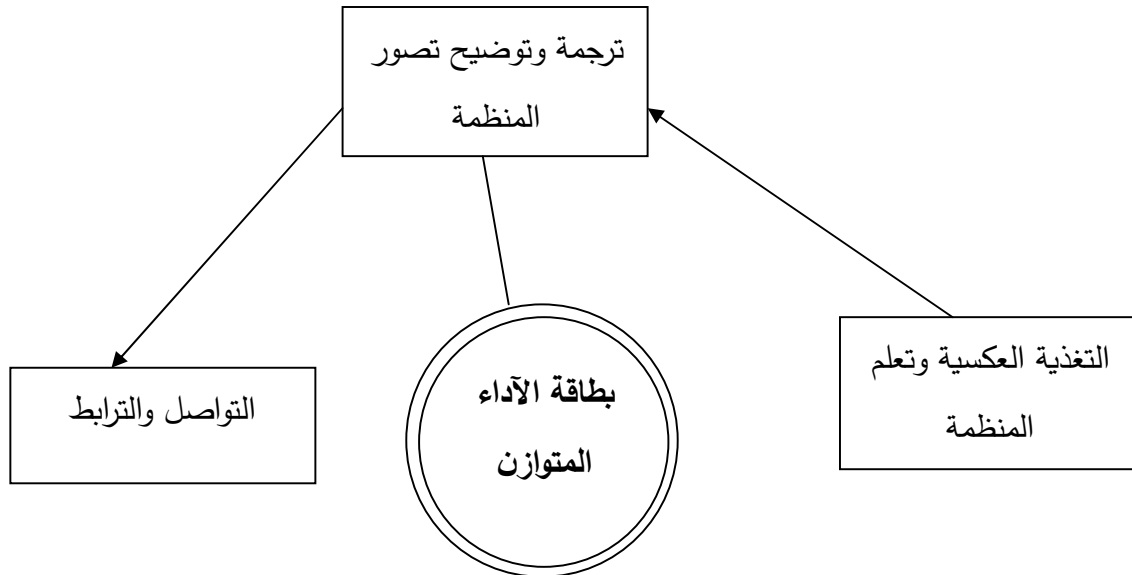 ترجمة وتوضيح تصور
المنظمة
التغذية العكسية وتعلم
المنظمة
بطاقة الآداء
المتوازن
التواصل والترابط